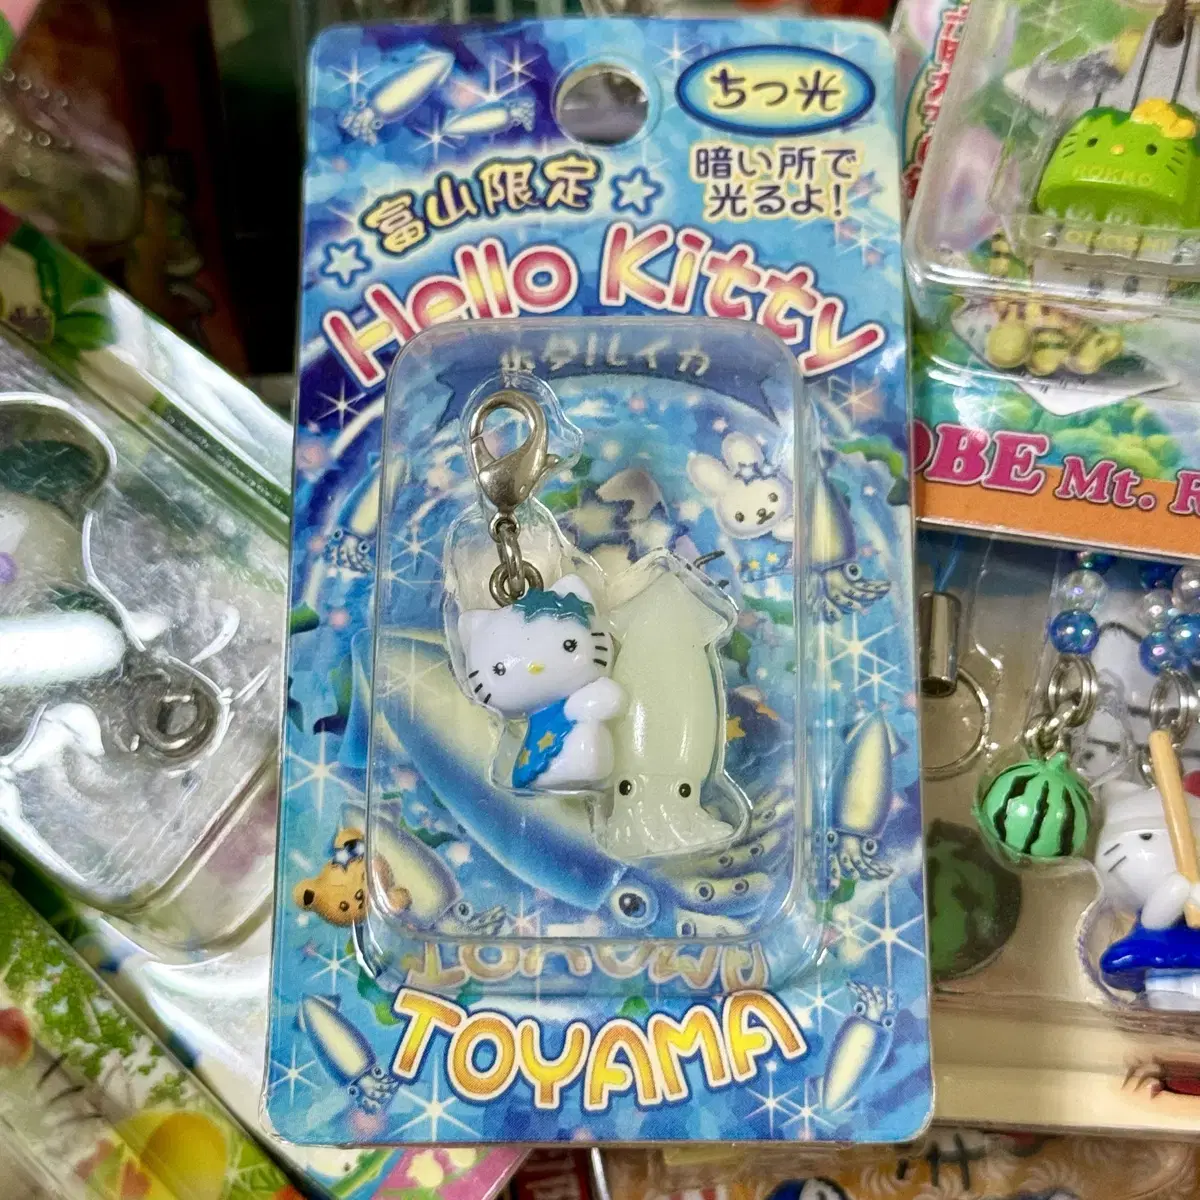 ちっ光
暗い所で
光るよ!
富山限定
Hello Kitty
ホタルイカ
TOYAMA
ROKKO
OBE Mt. R